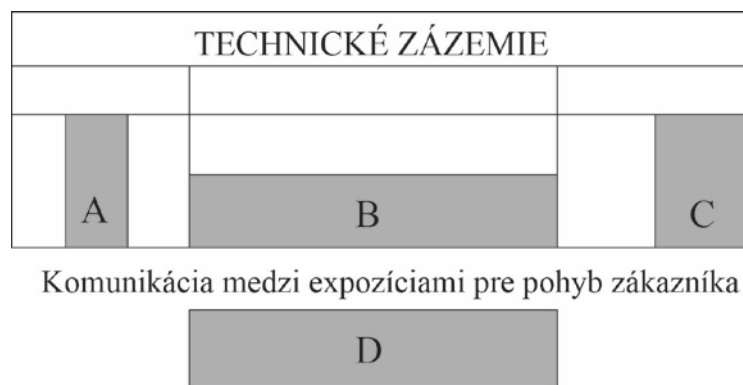 TECHNICKÉ ZÁZEMIE
A B C
Komunikácia medzi expozíciami pre pohyb zákazníka
D